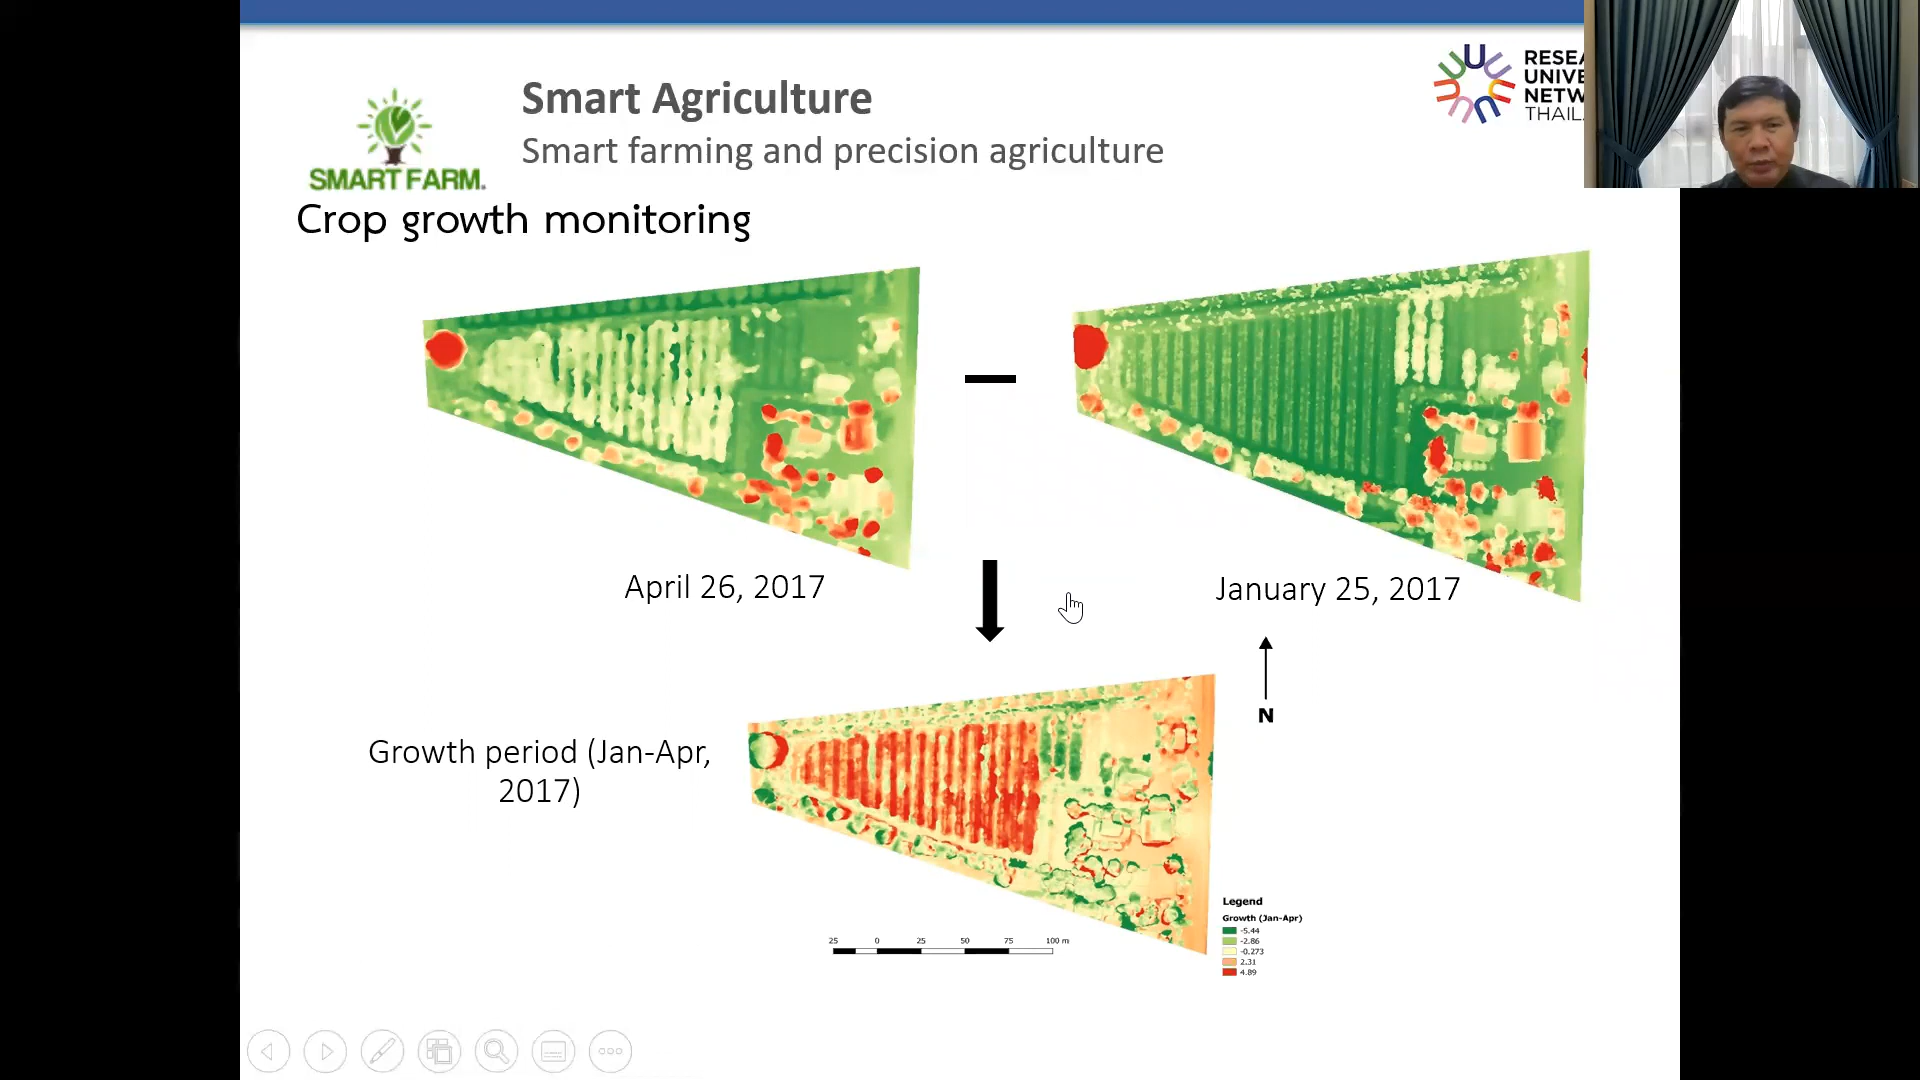 Smart Agriculture
Smart farming and precision agriculture
SMART FARM.
THAIL
Crop growth monitoring
April 26, 2017
January 25, 2017
N
Growth period (Jan-Apr,
2017)
25 0 25 50 75 100 m
Legend
Growth (Jan-Apr)
-5.44
-2.86
-0.273
2.31
4.89